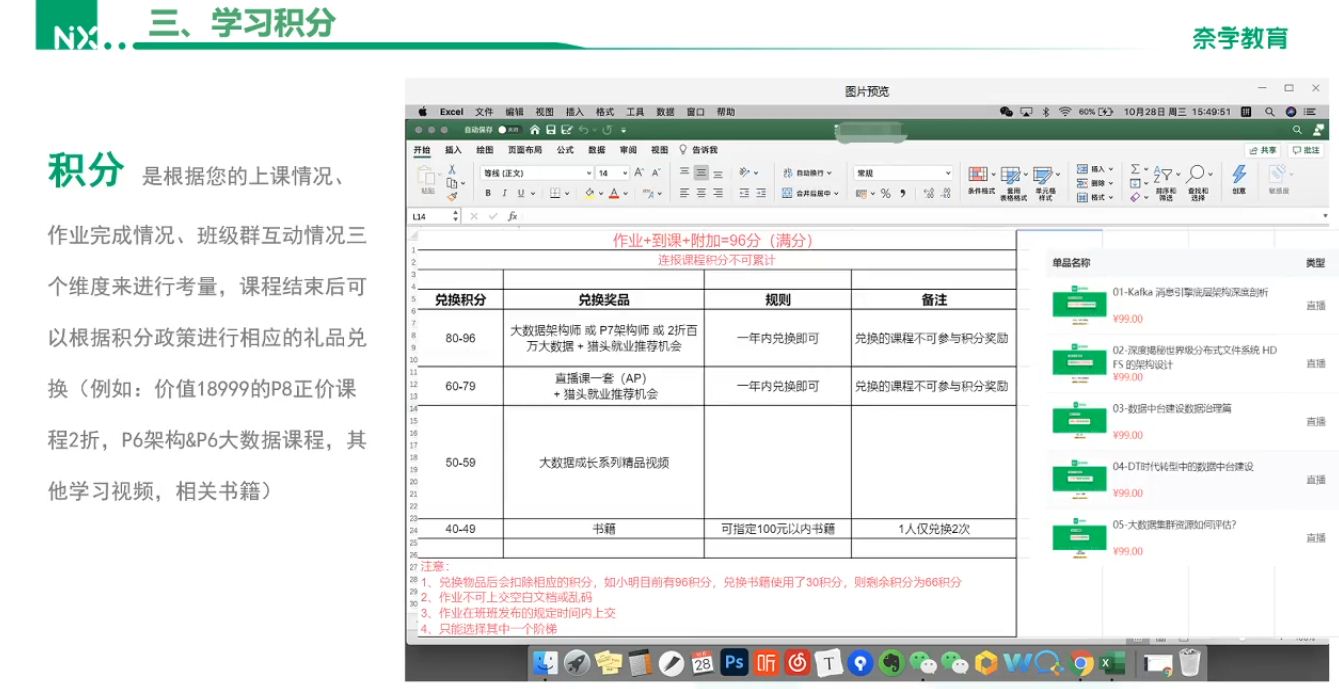 NiX
三、学习积分
奈学教育
积分 是根据您的上课情况、
作业完成情况、班级群互动情况三
个维度来进行考量，课程结束后可
以根据积分政策进行相应的礼品兑
换（例如：价值18999的P8正价课
程2折，P6架构&P6大数据课程，其
他学习视频，相关书籍）
图片预览
Excel 文件 编辑 视图 插入 格式 工具 数据 窗口 帮助
60% 10月28日 周三 15:49:51
自动保存
开始 插入 绘图 页面布局 公式 数据 审阅 视图 告诉我
共享 批注
粘贴
等线 (正文) 14
自动换行
合并后居中
常规
条件格式 套用表格格式 单元格样式
插入
删除
格式
排序和筛选 查找和选择
创意 敏感度
L14 fx
作业+到课+附加=96分（满分）
连报课程积分不可累计
兑换积分 兑换奖品 规则 备注
80-96 大数据架构师 或 P7架构师 或 2折百万大数据 + 猎头就业推荐机会 一年内兑换即可 兑换的课程不可参与积分奖励
60-79 直播课一套（AP） + 猎头就业推荐机会 一年内兑换即可 兑换的课程不可参与积分奖励
50-59 大数据成长系列精品视频
40-49 书籍 可指定100元以内书籍 1人仅兑换2次
注意：
1、兑换物品后会扣除相应的积分，如小明目前有96积分，兑换书籍使用了30积分，则剩余积分为66积分
2、作业不可上交空白文档或乱码
3、作业在班班发布的规定时间内上交
4、只能选择其中一个阶梯
单品名称 类型
01-Kafka 消息引擎底层架构深度剖析
¥99.00
直播
02-深度揭秘世界级分布式文件系统 HD
FS 的架构设计
¥99.00
直播
03-数据中台建设数据治理篇
¥99.00
直播
04-DT时代转型中的数据中台建设
¥99.00
直播
05-大数据集群资源如何评估?
¥99.00
直播
28
Ps
听
T